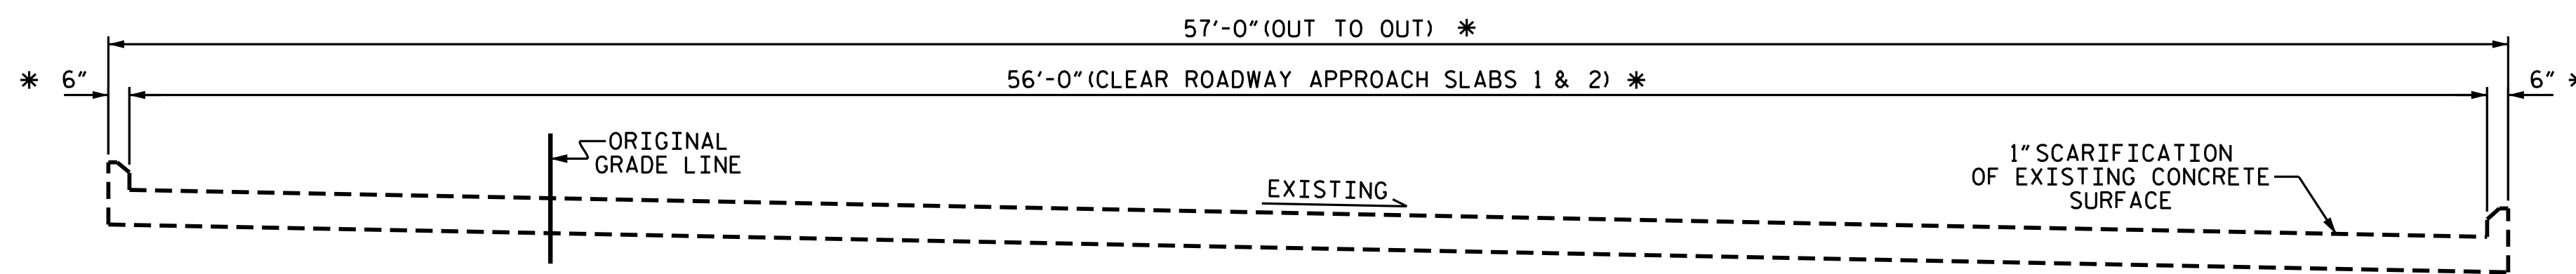 57'-0"(OUT TO OUT) *
* 6"
56'-0"(CLEAR ROADWAY APPROACH SLABS 1 & 2) *
6" *
ORIGINAL
GRADE LINE
EXISTING
1" SCARIFICATION
OF EXISTING CONCRETE
SURFACE